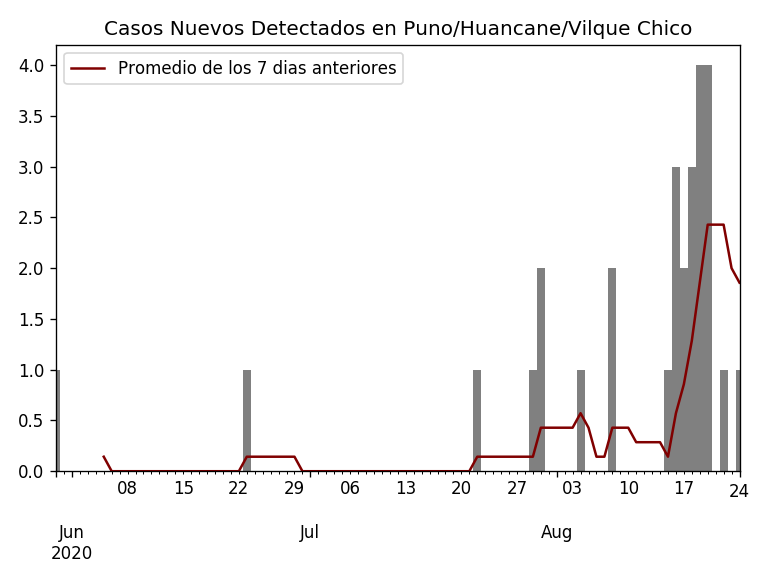 Casos Nuevos Detectados en Puno/Huancane/Vilque Chico
Promedio de los 7 dias anteriores
4.0
3.5
3.0
2.5
2.0
1.5
1.0
0.5
0.0
08 15 22 29 06 13 20 27 03 10 17 24
Jun Jul Aug
2020